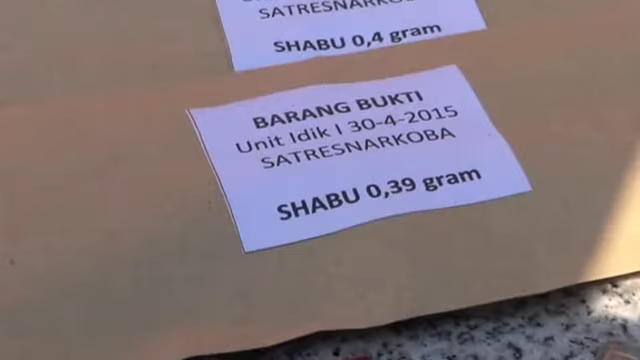 SATRESNARKOBA
SHABU 0,4 gram
BARANG BUKTI
Unit Idik I 30-4-2015
SATRESNARKOBA
SHABU 0,39 gram